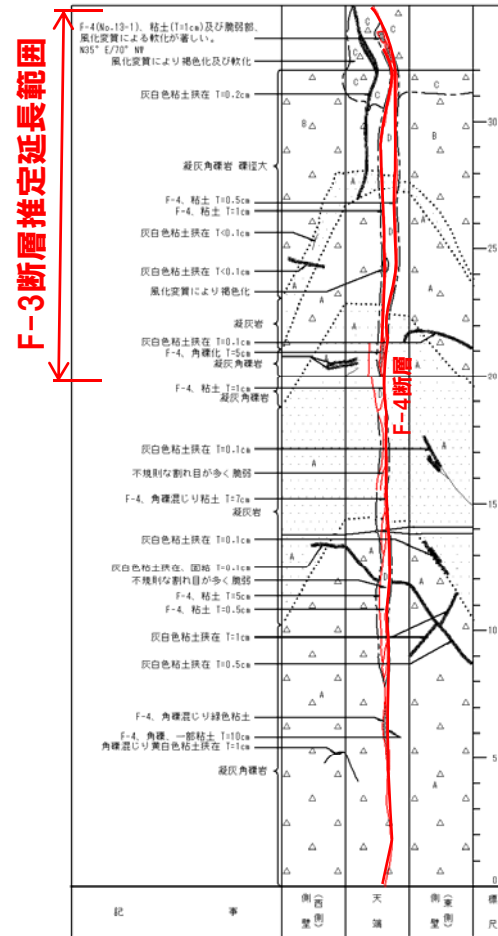 F-3断層推定延長範囲
F-4(No.13-1)、粘土(T=1cm)及び脆弱部、
風化変質による軟化が著しい。
N35° E/70° NW
風化変質により褐色化及び軟化
灰白色粘土挟在 T=0.2cm
凝灰角礫岩 礫径大
F-4、粘土 T=0.5cm
F-4、粘土 T=1cm
灰白色粘土挟在 T<0.1cm
灰白色粘土挟在 T<0.1cm
風化変質により褐色化
凝灰岩
灰白色粘土挟在 T=0.1cm
F-4、角礫化 T=5cm
凝灰角礫岩
F-4、粘土 T=1cm
凝灰角礫岩
灰白色粘土挟在 T=0.1cm
不規則な割れ目が多く脆弱
F-4、角礫混じり粘土 T=7cm
凝灰岩
灰白色粘土挟在 T=0.1cm
灰白色粘土挟在、固結 T=0.1cm
不規則な割れ目が多く脆弱
F-4、粘土 T=5cm
F-4、粘土 T=0.5cm
灰白色粘土挟在 T=1cm
灰白色粘土挟在 T=0.5cm
F-4、角礫混じり緑色粘土
F-4、角礫、一部粘土 T=10cm
角礫混じり黄白色粘土挟在 T=1cm
凝灰角礫岩
F-4断層
C
C
C
C
C
B
B
D
A
A
D
A
A
A
A
A
A
A
D
A
A
D
A
A
A
A
30
25
20
15
10
5
0
記 事
側壁(西側)
天端
側壁(東側)
標尺